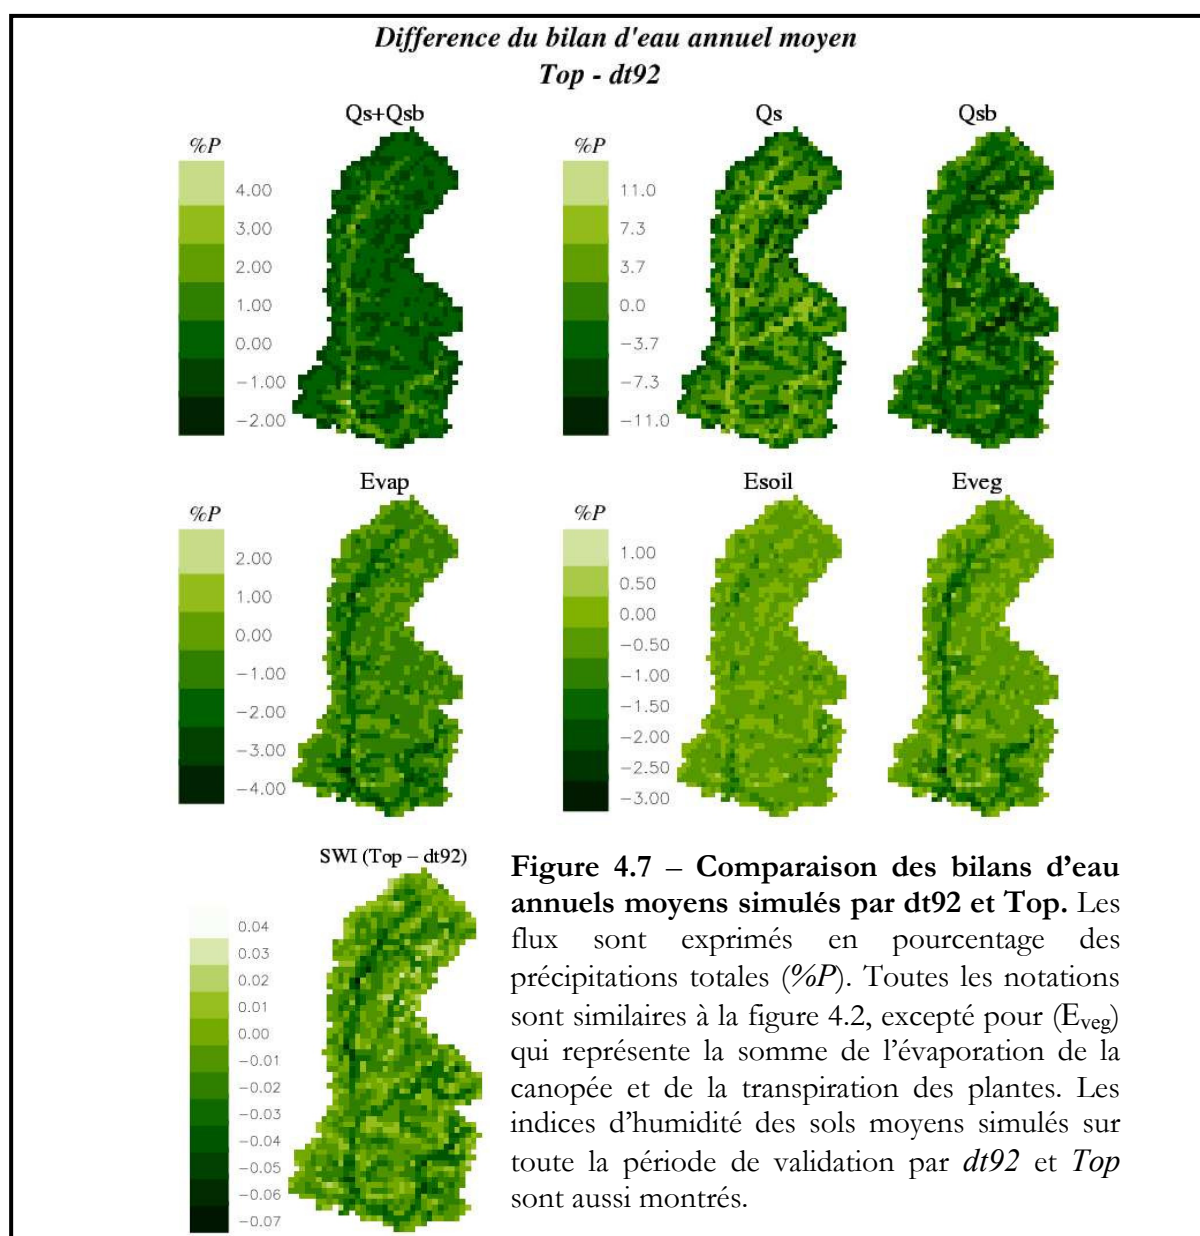 Difference du bilan d'eau annuel moyen
Top - dt92
Qs+Qsb
Qs
Qsb
%P
4.00
3.00
2.00
1.00
0.00
−1.00
−2.00
%P
11.0
7.3
3.7
0.0
−3.7
−7.3
−11.0
Evap
Esoil
Eveg
%P
2.00
1.00
0.00
−1.00
−2.00
−3.00
−4.00
%P
1.00
0.50
0.00
−0.50
−1.00
−1.50
−2.00
−2.50
−3.00
SWI (Top – dt92)
0.04
0.03
0.02
0.01
0.00
−0.01
−0.02
−0.03
−0.04
−0.05
−0.06
−0.07
Figure 4.7 – Comparaison des bilans d’eau
annuels moyens simulés par dt92 et Top. Les
flux sont exprimés en pourcentage des
précipitations totales (%P). Toutes les notations
sont similaires à la figure 4.2, excepté pour (Eveg)
qui représente la somme de l’évaporation de la
canopée et de la transpiration des plantes. Les
indices d’humidité des sols moyens simulés sur
toute la période de validation par dt92 et Top
sont aussi montrés.